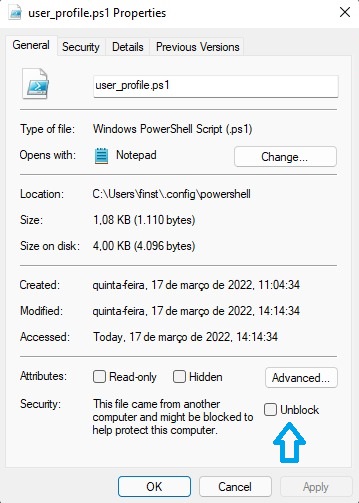 user_profile.ps1 Properties
General Security Details Previous Versions
user_profile.ps1
Type of file: Windows PowerShell Script (.ps1)
Opens with: Notepad Change...
Location: C:\Users\finst\.config\powershell
Size: 1,08 KB (1.110 bytes)
Size on disk: 4,00 KB (4.096 bytes)
Created: quinta-feira, 17 de março de 2022, 11:04:34
Modified: quinta-feira, 17 de março de 2022, 14:14:34
Accessed: Today, 17 de março de 2022, 14:14:34
Attributes: Read-only Hidden Advanced...
Security: This file came from another Unblock
computer and might be blocked to
help protect this computer.
OK Cancel Apply